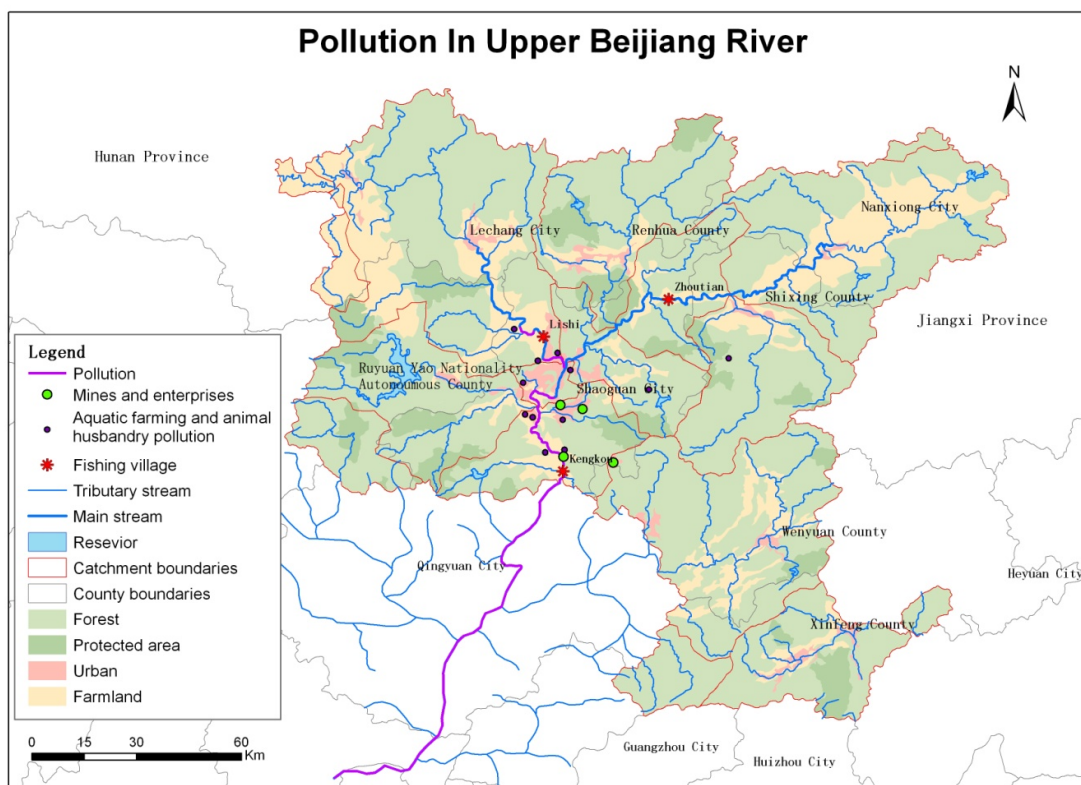 Pollution In Upper Beijiang River
N
Hunan Province
Nanxiong City
Lechang City
Renhua County
Zhoutian
Shixing County
Jiangxi Province
Lishi
Ruyuan Yao Nationality
Autonoumous County
Shaoguan City
Kengkou
Wenyuan County
Qingyuan City
Heyuan City
Xinfeng County
Guangzhou City
Huizhou City
Legend
Pollution
Mines and enterprises
Aquatic farming and animal
husbandry pollution
Fishing village
Tributary stream
Main stream
Resevior
Catchment boundaries
County boundaries
Forest
Protected area
Urban
Farmland
0 15 30 60
Km